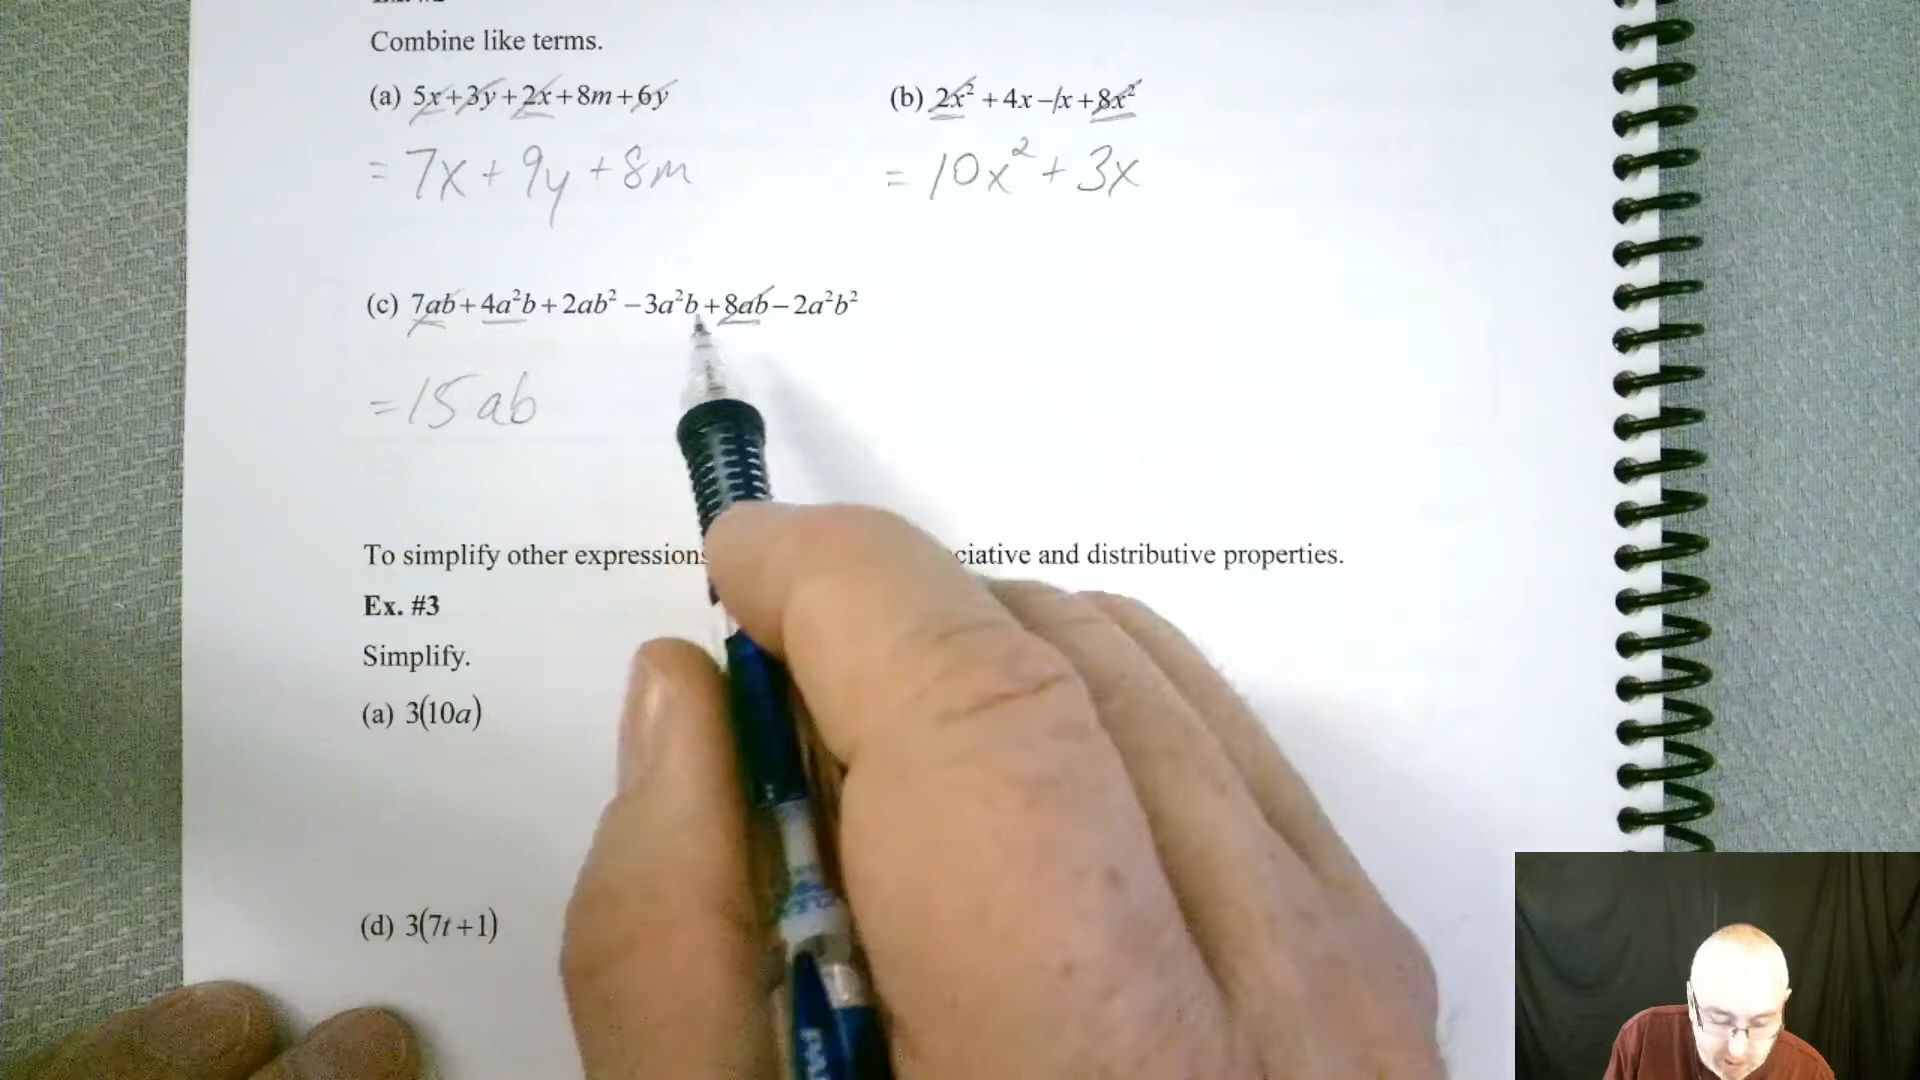 Combine like terms.
(a) 5x+3y+2x+8m+6y (b) 2x²+4x−x+8x²
= 7x + 9y + 8m = 10x² + 3x
(c) 7ab+4a²b+2ab²−3a²b+8ab−2a²b²
= 15ab
To simplify other expressions ciative and distributive properties.
Ex. #3
Simplify.
(a) 3(10a)
(d) 3(7t+1)